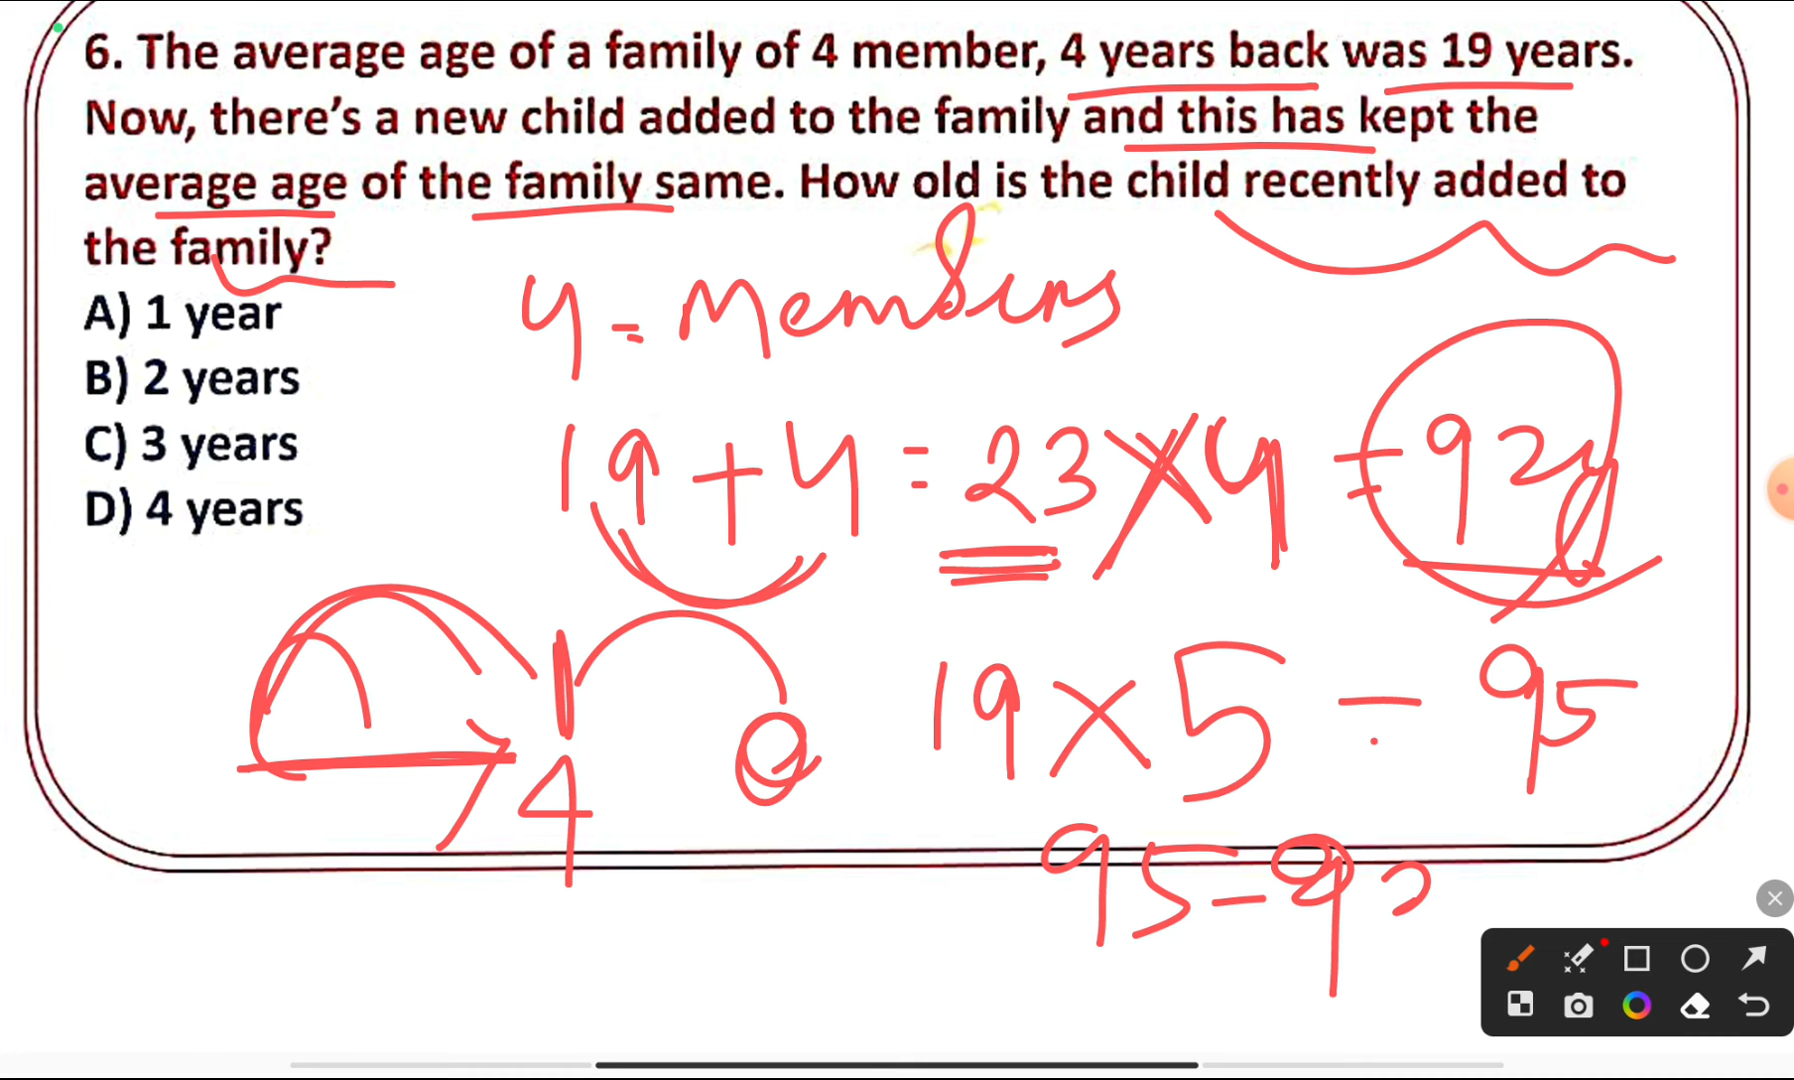 6. The average age of a family of 4 member, 4 years back was 19 years.
Now, there's a new child added to the family and this has kept the
average age of the family same. How old is the child recently added to
the family?
4 = Members
A) 1 year
B) 2 years
C) 3 years
D) 4 years
19 + 4 = 23 × 4 = 92y
4
19 × 5 = 95
95 - 92